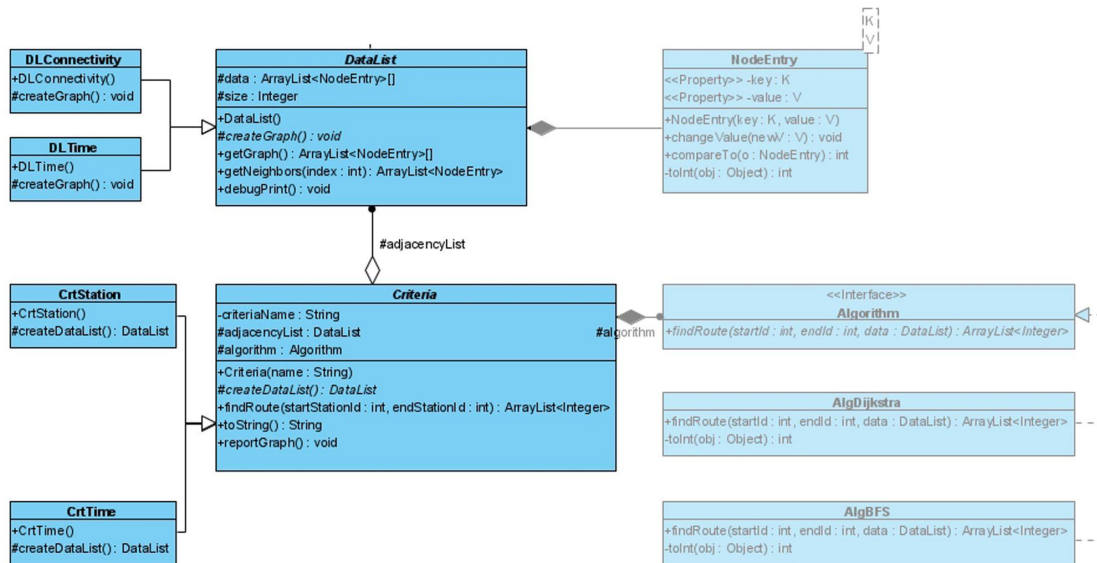 DLConnectivity
+DLConnectivity()
#createGraph() : void
DLTime
+DLTime()
#createGraph() : void
DataList
#data : ArrayList<NodeEntry>[]
#size : Integer
+DataList()
#createGraph() : void
+getGraph() : ArrayList<NodeEntry>[]
+getNeighbors(index : int) : ArrayList<NodeEntry>
+debugPrint() : void
K
V
NodeEntry
<<Property>> -key : K
<<Property>> -value : V
+NodeEntry(key : K, value : V)
+changeValue(newV : V) : void
+compareTo(o : NodeEntry) : int
-toInt(obj : Object) : int
#adjacencyList
CrtStation
+CrtStation()
#createDataList() : DataList
Criteria
-criteriaName : String
#adjacencyList : DataList
#algorithm : Algorithm
+Criteria(name : String)
#createDataList() : DataList
+findRoute(startStationId : int, endStationId : int) : ArrayList<Integer>
+toString() : String
+reportGraph() : void
#algorithm
<<Interface>>
Algorithm
+findRoute(startId : int, endId : int, data : DataList) : ArrayList<Integer>
AlgDijkstra
+findRoute(startId : int, endId : int, data : DataList) : ArrayList<Integer>
-toInt(obj : Object) : int
CrtTime
+CrtTime()
#createDataList() : DataList
AlgBFS
+findRoute(startId : int, endId : int, data : DataList) : ArrayList<Integer>
-toInt(obj : Object) : int